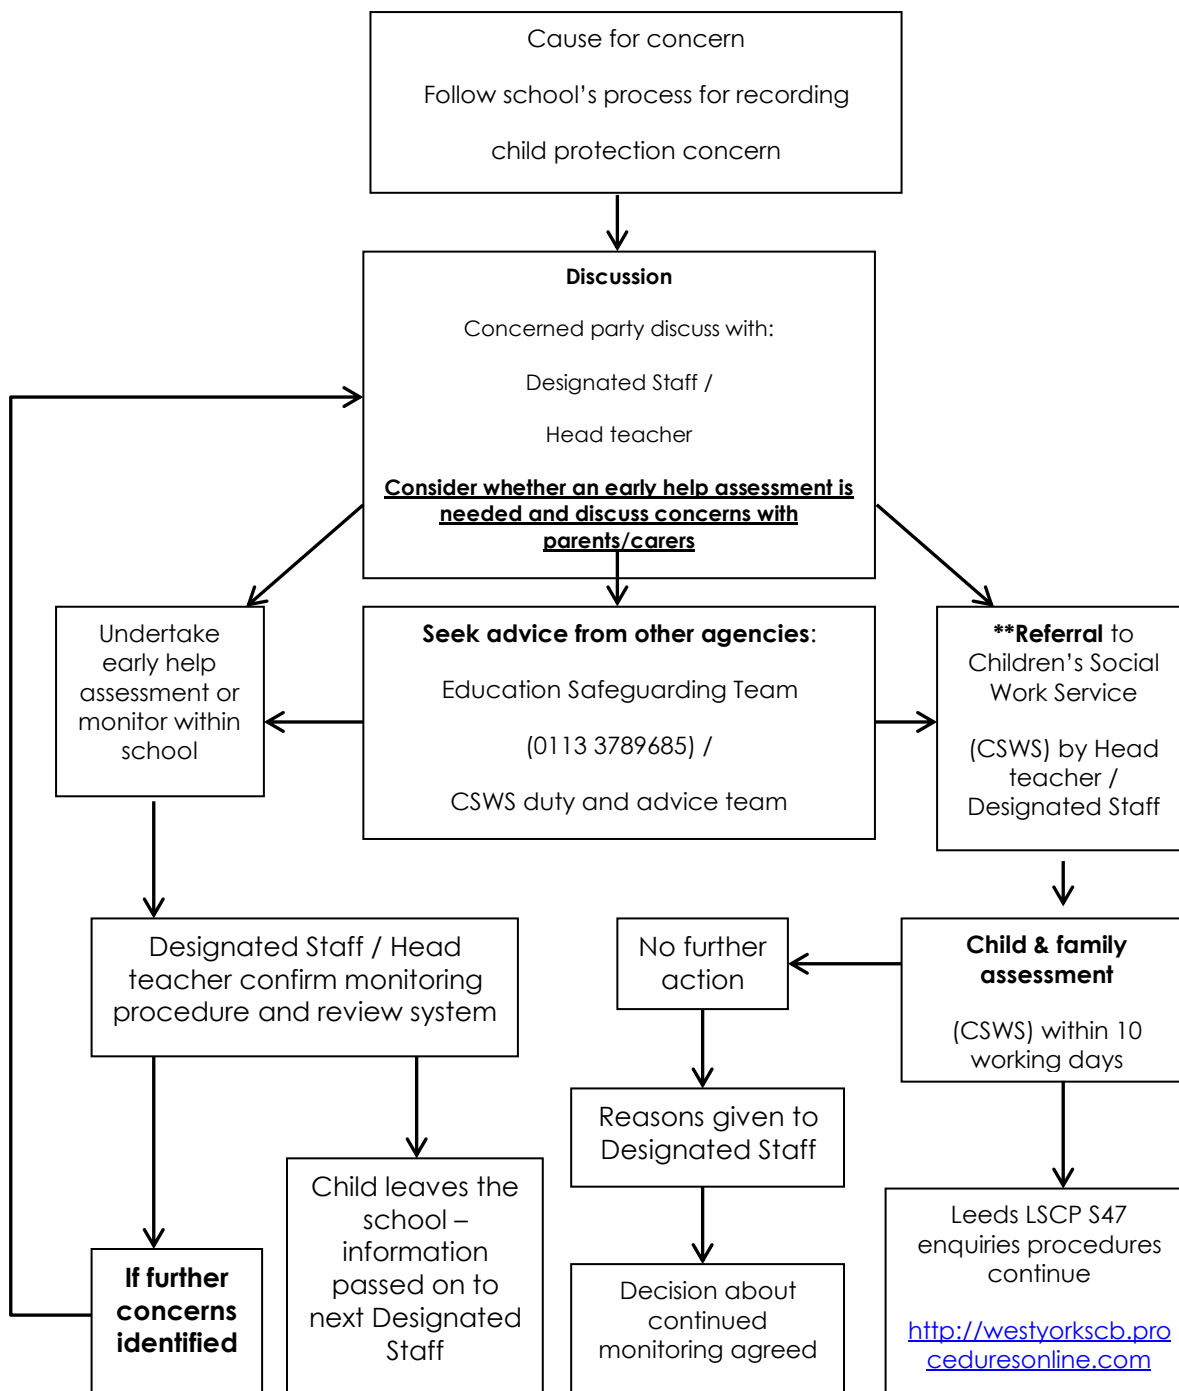 Cause for concern
Follow school’s process for recording
child protection concern
Discussion
Concerned party discuss with:
Designated Staff /
Head teacher
Consider whether an early help assessment is
needed and discuss concerns with
parents/carers
Undertake
early help
assessment or
monitor within
school
Seek advice from other agencies:
Education Safeguarding Team
(0113 3789685) /
CSWS duty and advice team
**Referral to
Children’s Social
Work Service
(CSWS) by Head
teacher /
Designated Staff
Designated Staff / Head
teacher confirm monitoring
procedure and review system
No further
action
Child & family
assessment
(CSWS) within 10
working days
Reasons given to
Designated Staff
If further
concerns
identified
Child leaves the
school –
information
passed on to
next Designated
Staff
Decision about
continued
monitoring agreed
Leeds LSCP S47
enquiries procedures
continue
http://westyorkscb.pro
ceduresonline.com